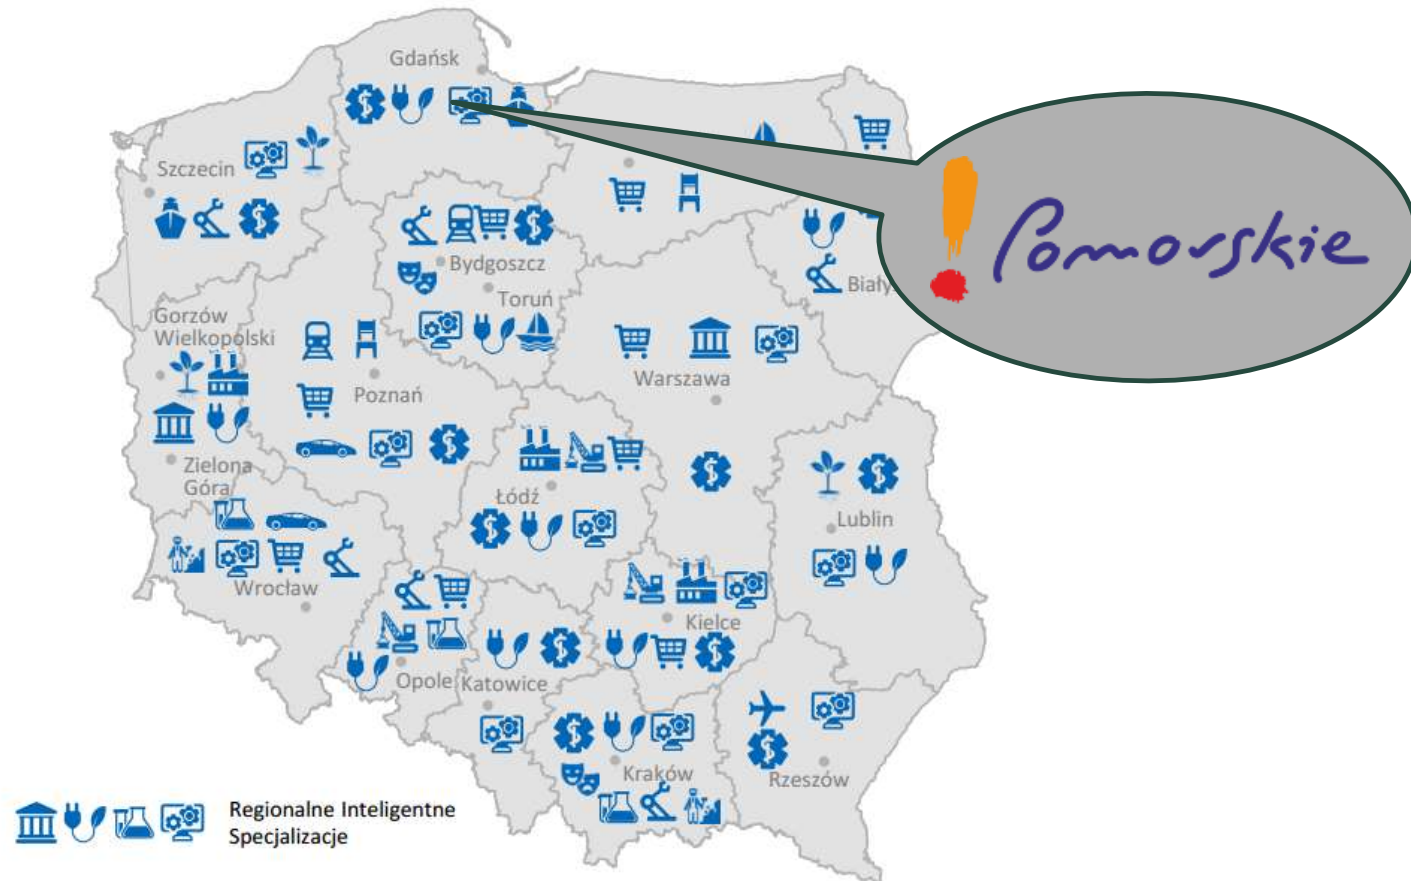 Gdańsk
Szczecin
! Pomorskie
Bydgoszcz
Toruń
Biały
Gorzów
Wielkopolski
Warszawa
Poznań
Zielona
Góra
Łódź
Lublin
Wrocław
Kielce
Opole
Katowice
Kraków
Rzeszów
Regionalne Inteligentne
Specjalizacje